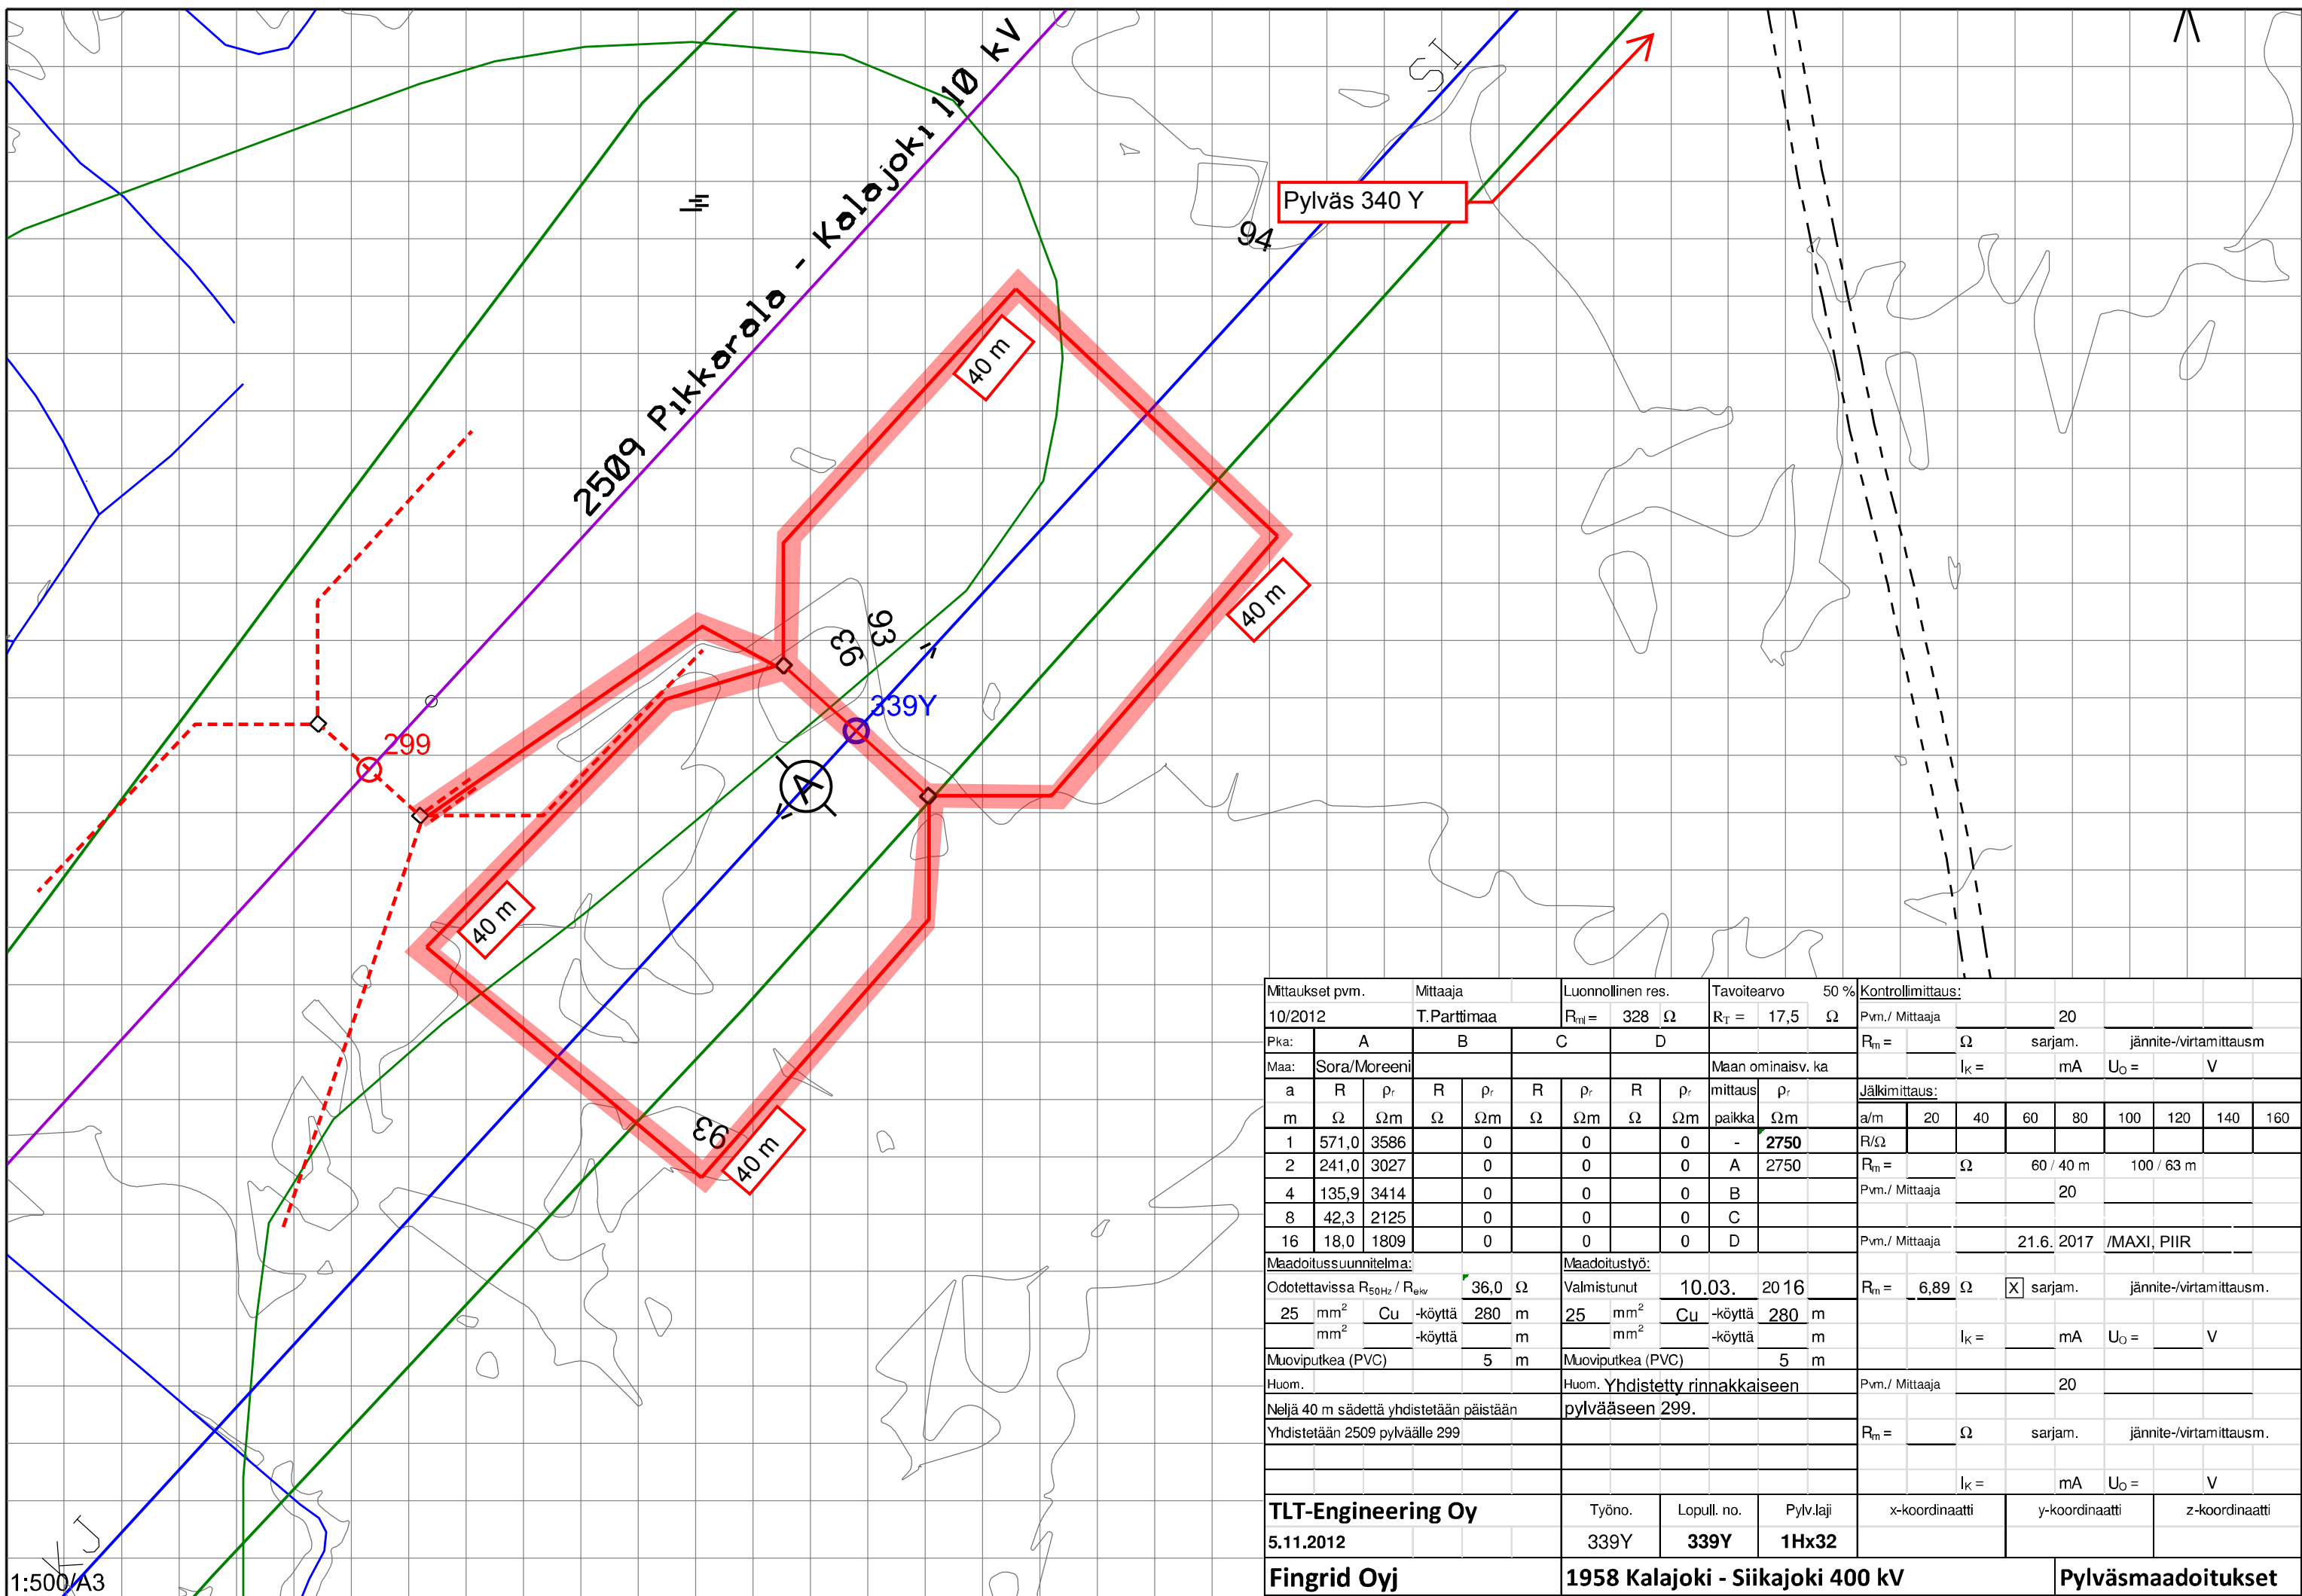 2509 Pikkarala - Kalajoki 110 kV
SI
Pylväs 340 Y
94
40 m
40 m
93
93
339Y
299
A
40 m
93
40 m
KJ
1:500/A3
Mittaukset pvm. Mittaaja Luonnollinen res. Tavoitearvo 50 % Kontrollimittaus:
10/2012 T.Parttimaa Rml = 328 Ω RT = 17,5 Ω Pvm./ Mittaaja 20
Pka: A B C D Rm = Ω sarjam. jännite-/virtamittausm
Maa: Sora/Moreeni Maan ominaisv. ka IK = mA UO = V
a R ρr R ρr R ρr R ρr mittaus ρr Jälkimittaus:
m Ω Ωm Ω Ωm Ω Ωm Ω Ωm paikka Ωm a/m 20 40 60 80 100 120 140 160
1 571,0 3586 0 0 0 - 2750 R/Ω
2 241,0 3027 0 0 0 A 2750 Rm = Ω 60 / 40 m 100 / 63 m
4 135,9 3414 0 0 0 B Pvm./ Mittaaja 20
8 42,3 2125 0 0 0 C
16 18,0 1809 0 0 0 D Pvm./ Mittaaja 21.6. 2017 /MAXI, PIIR
Maadoitussuunnitelma: Maadoitustyö:
Odotettavissa R50Hz / Rekv 36,0 Ω Valmistunut 10.03. 2016 Rm = 6,89 Ω X sarjam. jännite-/virtamittausm.
25 mm² Cu -köyttä 280 m 25 mm² Cu -köyttä 280 m
mm² -köyttä m mm² -köyttä m IK = mA UO = V
Muoviputkea (PVC) 5 m Muoviputkea (PVC) 5 m
Huom. Huom. Yhdistetty rinnakkaiseen Pvm./ Mittaaja 20
Neljä 40 m sädettä yhdistetään päistään pylvääseen 299.
Yhdistetään 2509 pylväälle 299 Rm = Ω sarjam. jännite-/virtamittausm.
IK = mA UO = V
TLT-Engineering Oy Työno. Lopull. no. Pylv.laji x-koordinaatti y-koordinaatti z-koordinaatti
5.11.2012 339Y 339Y 1Hx32
Fingrid Oyj 1958 Kalajoki - Siikajoki 400 kV Pylväsmaadoitukset